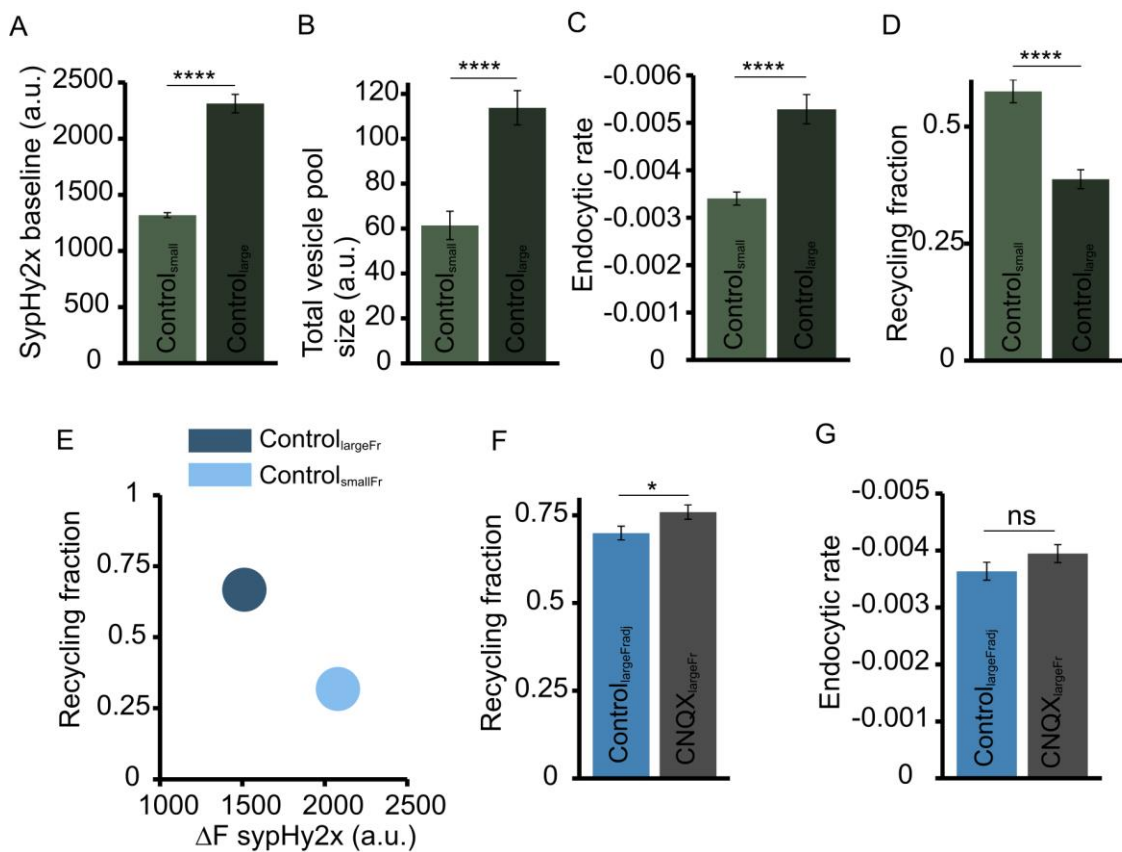 A
SypHy2x baseline (a.u.)
2500
2000
1500
1000
500
0
****
Controlsmall
Controllarge
B
Total vesicle pool
size (a.u.)
120
100
80
60
40
20
0
****
Controlsmall
Controllarge
C
Endocytic rate
-0.006
-0.005
-0.004
-0.003
-0.002
-0.001
0
****
Controlsmall
Controllarge
D
Recycling fraction
0.5
0.25
0
****
Controlsmall
Controllarge
E
ControllargeFr
ControlsmallFr
Recycling fraction
1
0.75
0.5
0.25
0
1000 1500 2000 2500
ΔF sypHy2x (a.u.)
F
Recycling fraction
0.75
0.5
0.25
0
*
ControllargeFradj
CNQXlargeFr
G
Endocytic rate
-0.005
-0.004
-0.003
-0.002
-0.001
0
ns
ControllargeFradj
CNQXlargeFr